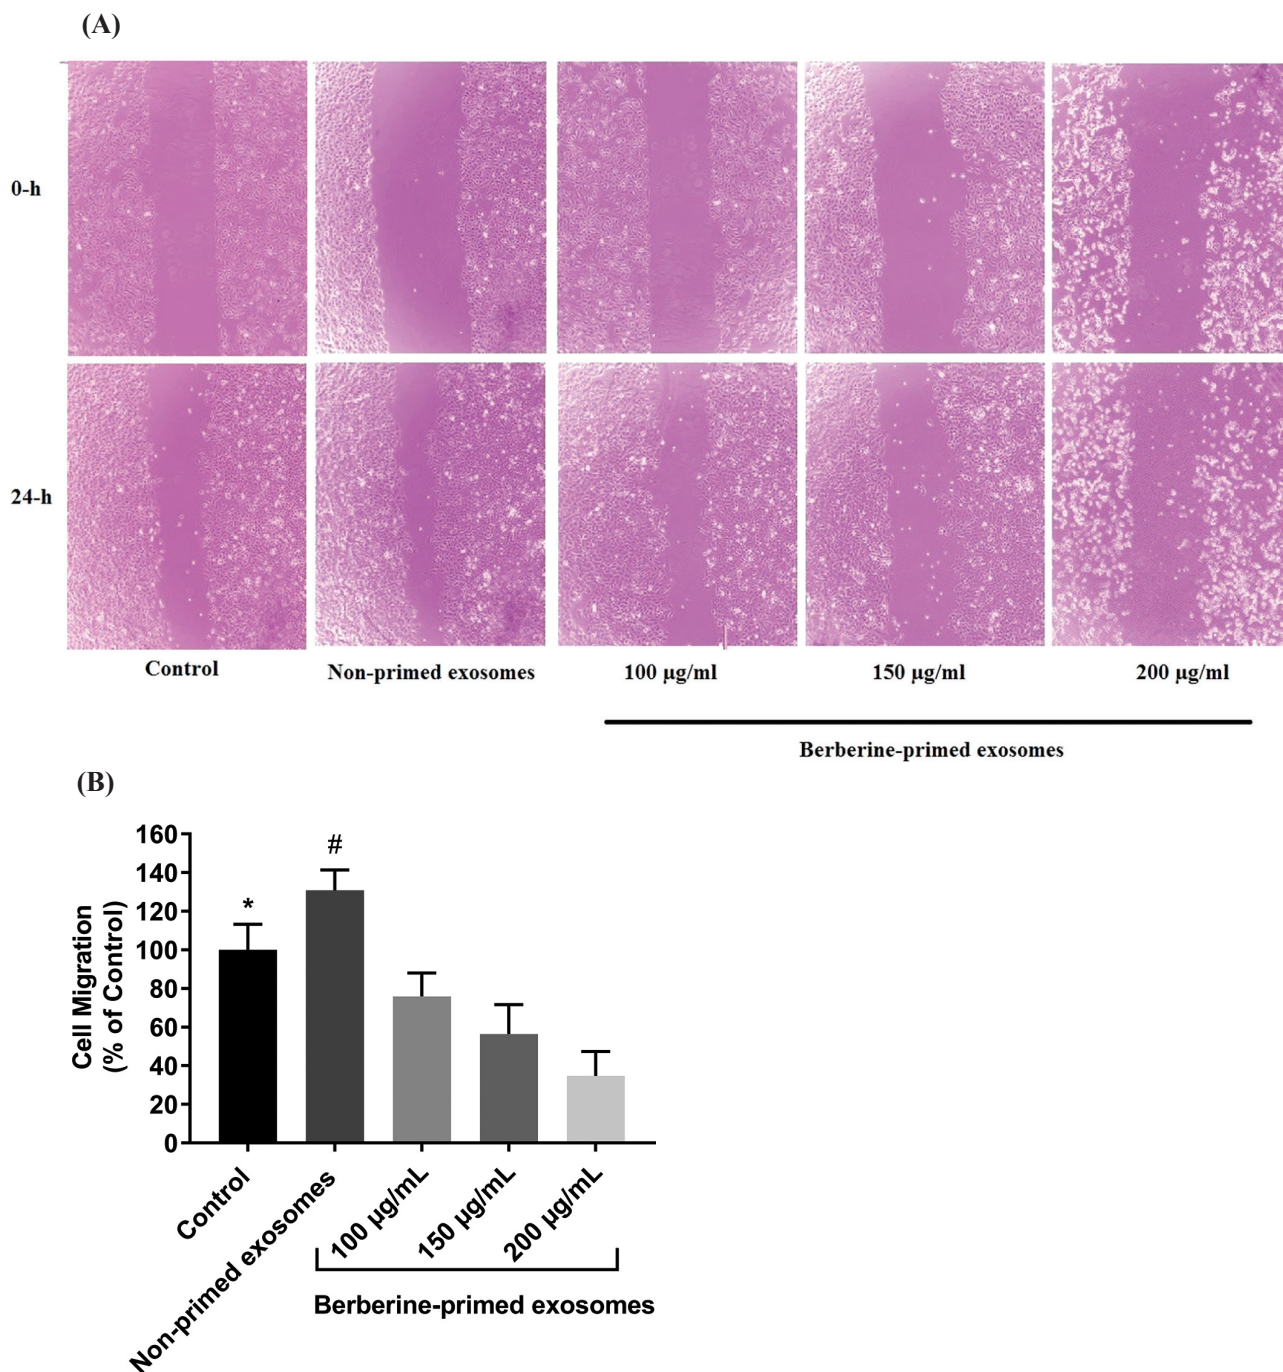 (A)
0-h
24-h
Control
Non-primed exosomes
100 µg/ml
150 µg/ml
200 µg/ml
Berberine-primed exosomes
(B)
160
140
120
100
80
60
40
20
0
Cell Migration
(% of Control)
*
#
Control
Non-primed exosomes
100 µg/mL
150 µg/mL
200 µg/mL
Berberine-primed exosomes